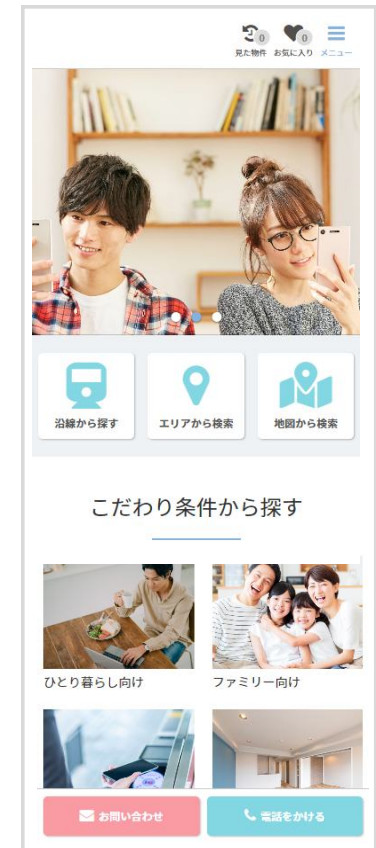 0 0
見た物件 お気に入り メニュー
沿線から探す エリアから検索 地図から検索
こだわり条件から探す
ひとり暮らし向け ファミリー向け
お問い合わせ 電話をかける